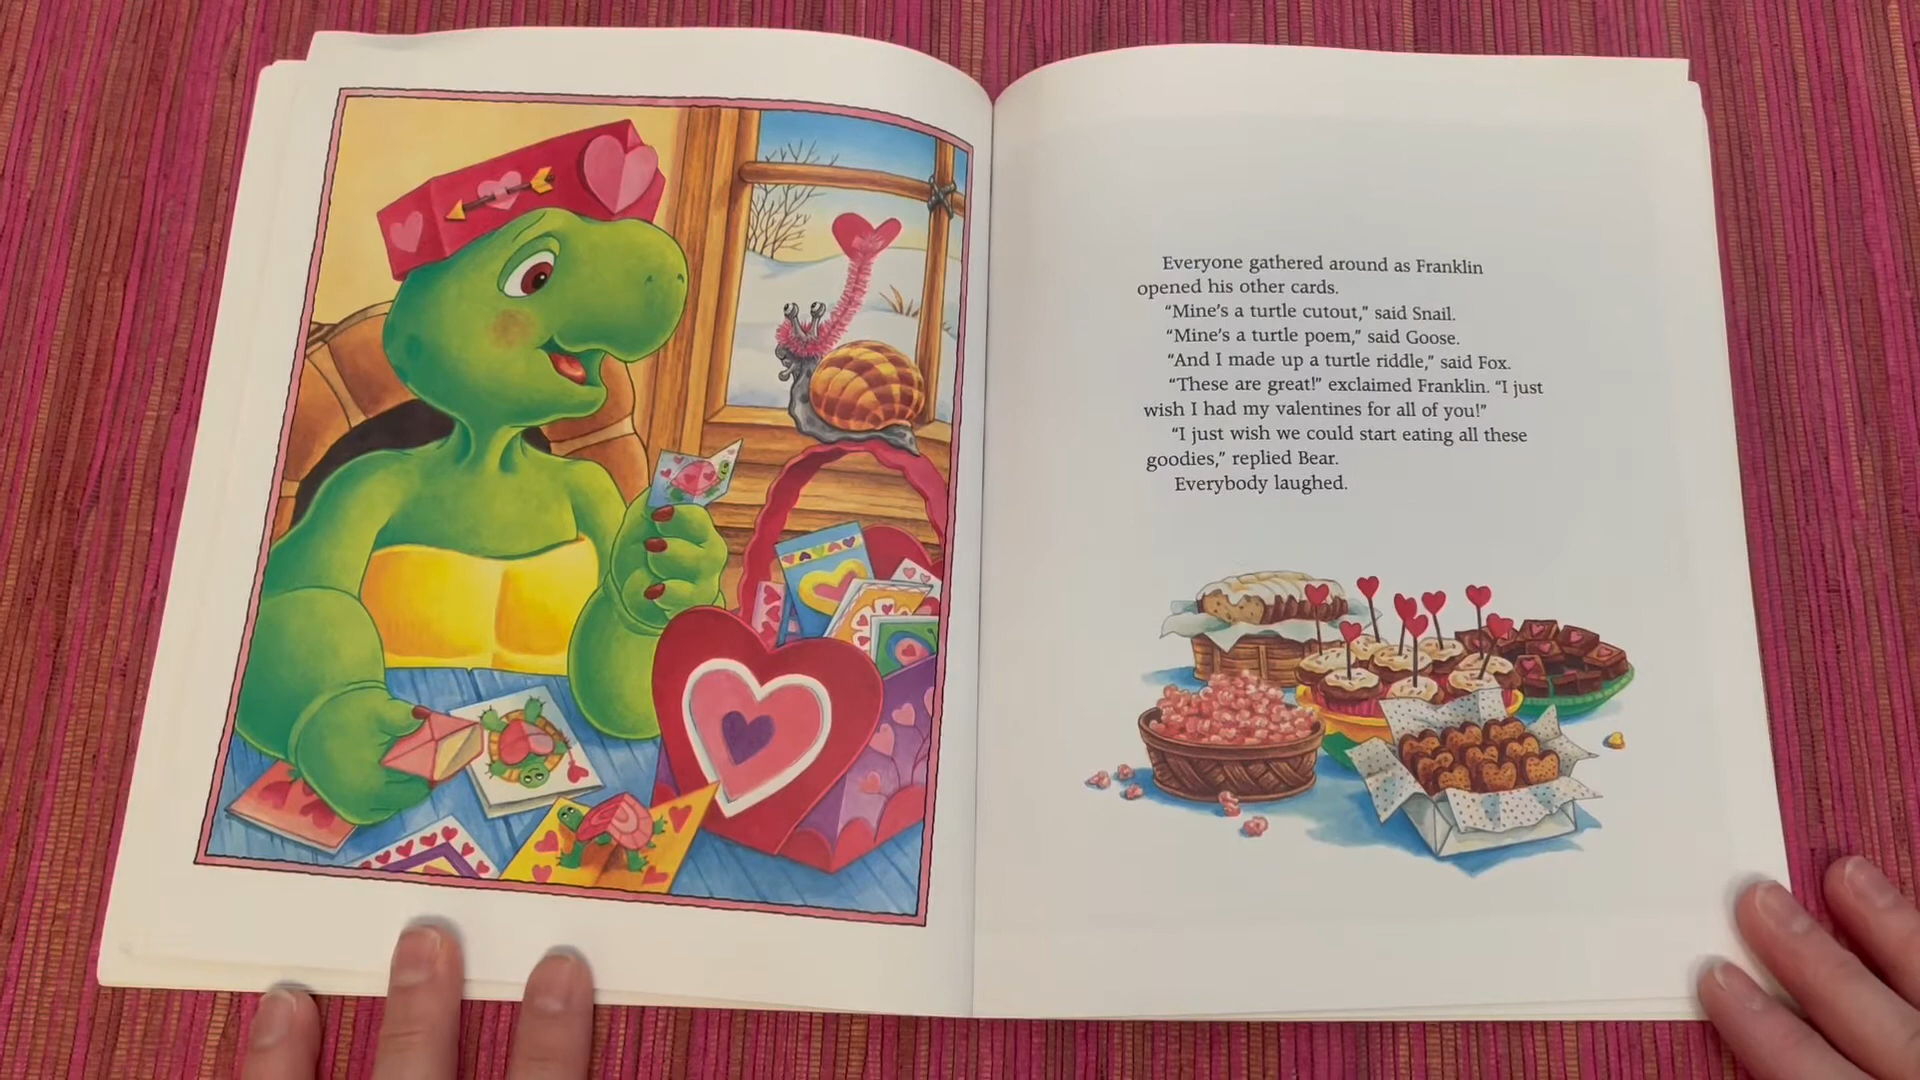 Everyone gathered around as Franklin
opened his other cards.
“Mine’s a turtle cutout,” said Snail.
“Mine’s a turtle poem,” said Goose.
“And I made up a turtle riddle,” said Fox.
“These are great!” exclaimed Franklin. “I just
wish I had my valentines for all of you!”
“I just wish we could start eating all these
goodies,” replied Bear.
Everybody laughed.